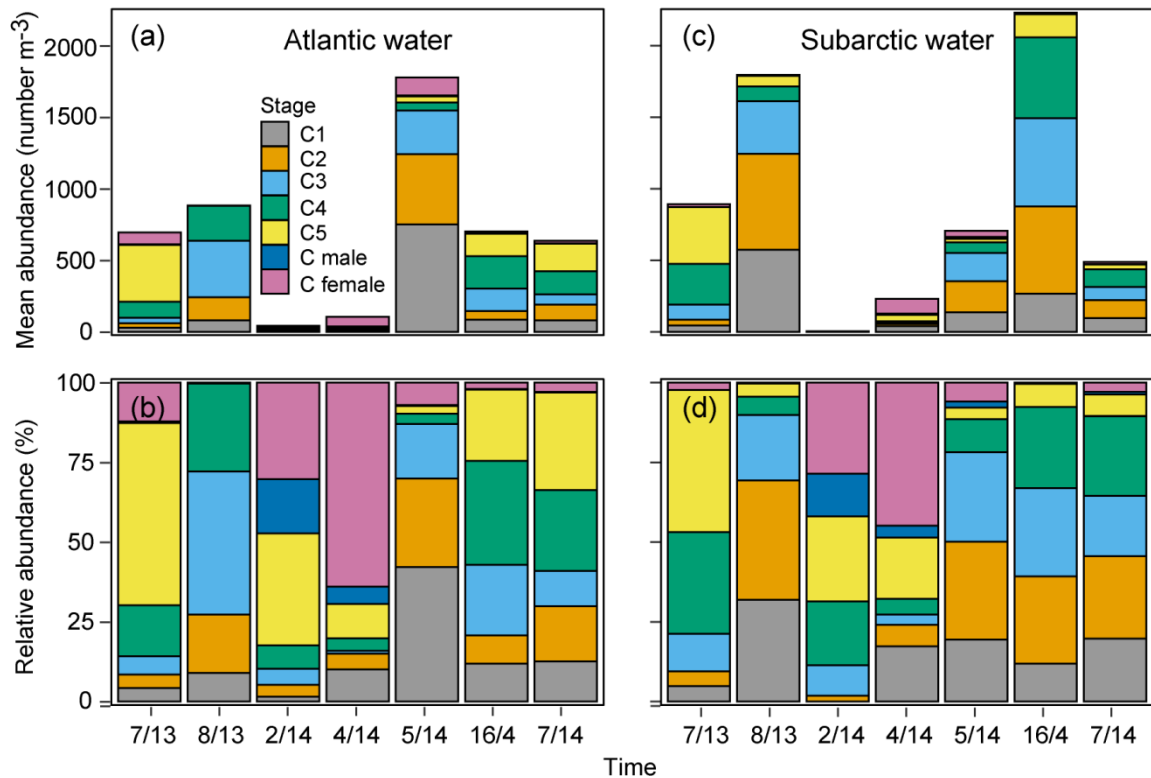 (a) Atlantic water
(c) Subarctic water
Mean abundance (number m⁻³)
2000
1500
1000
500
0
Stage
C1
C2
C3
C4
C5
C male
C female
(b)
(d)
Relative abundance (%)
100
75
50
25
0
7/13 8/13 2/14 4/14 5/14 16/4 7/14
7/13 8/13 2/14 4/14 5/14 16/4 7/14
Time